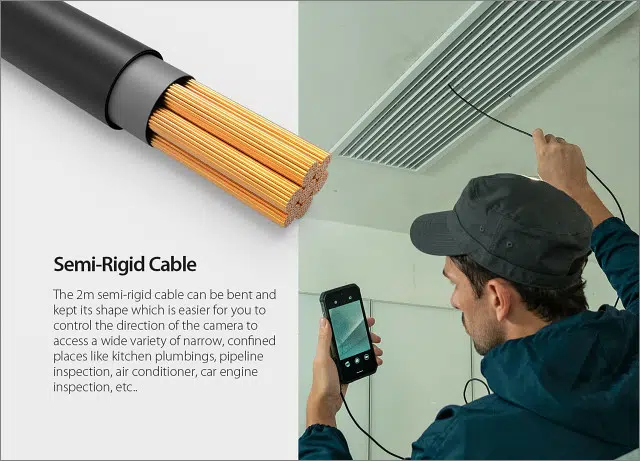 Semi-Rigid Cable
The 2m semi-rigid cable can be bent and
kept its shape which is easier for you to
control the direction of the camera to
access a wide variety of narrow, confined
places like kitchen plumbings, pipeline
inspection, air conditioner, car engine
inspection, etc..